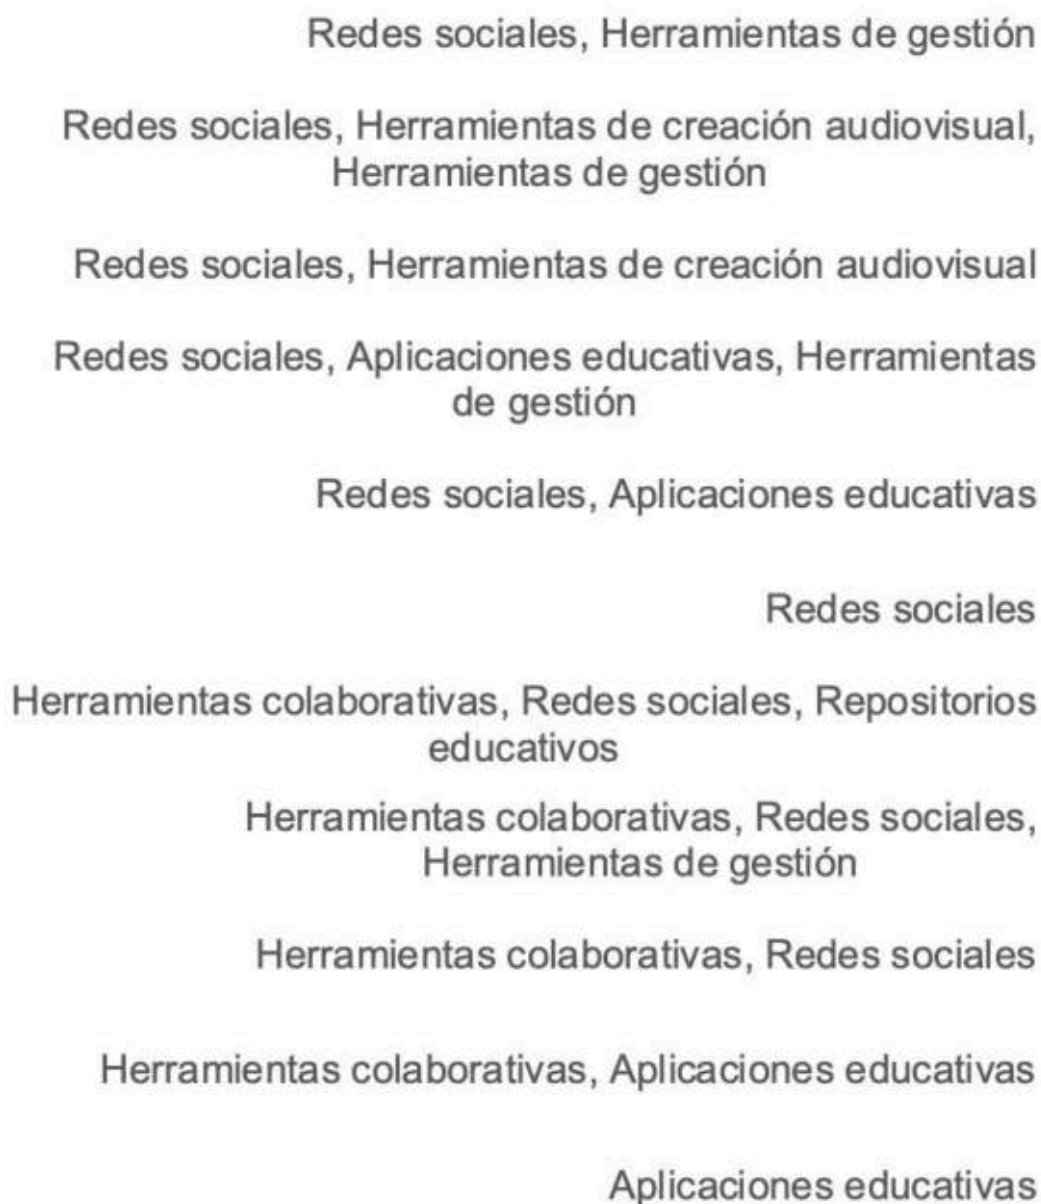 Redes sociales, Herramientas de gestión
Redes sociales, Herramientas de creación audiovisual,
Herramientas de gestión
Redes sociales, Herramientas de creación audiovisual
Redes sociales, Aplicaciones educativas, Herramientas
de gestión
Redes sociales, Aplicaciones educativas
Redes sociales
Herramientas colaborativas, Redes sociales, Repositorios
educativos
Herramientas colaborativas, Redes sociales,
Herramientas de gestión
Herramientas colaborativas, Redes sociales
Herramientas colaborativas, Aplicaciones educativas
Aplicaciones educativas